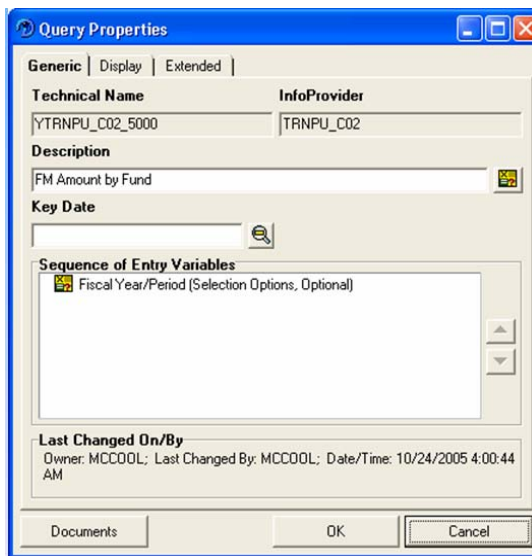 Query Properties
Generic Display Extended
Technical Name InfoProvider
YTRNPU_C02_5000 TRNPU_C02
Description
FM Amount by Fund
Key Date
Sequence of Entry Variables
Fiscal Year/Period (Selection Options, Optional)
Last Changed On/By
Owner: MCCOOL; Last Changed By: MCCOOL; Date/Time: 10/24/2005 4:00:44
AM
Documents OK Cancel